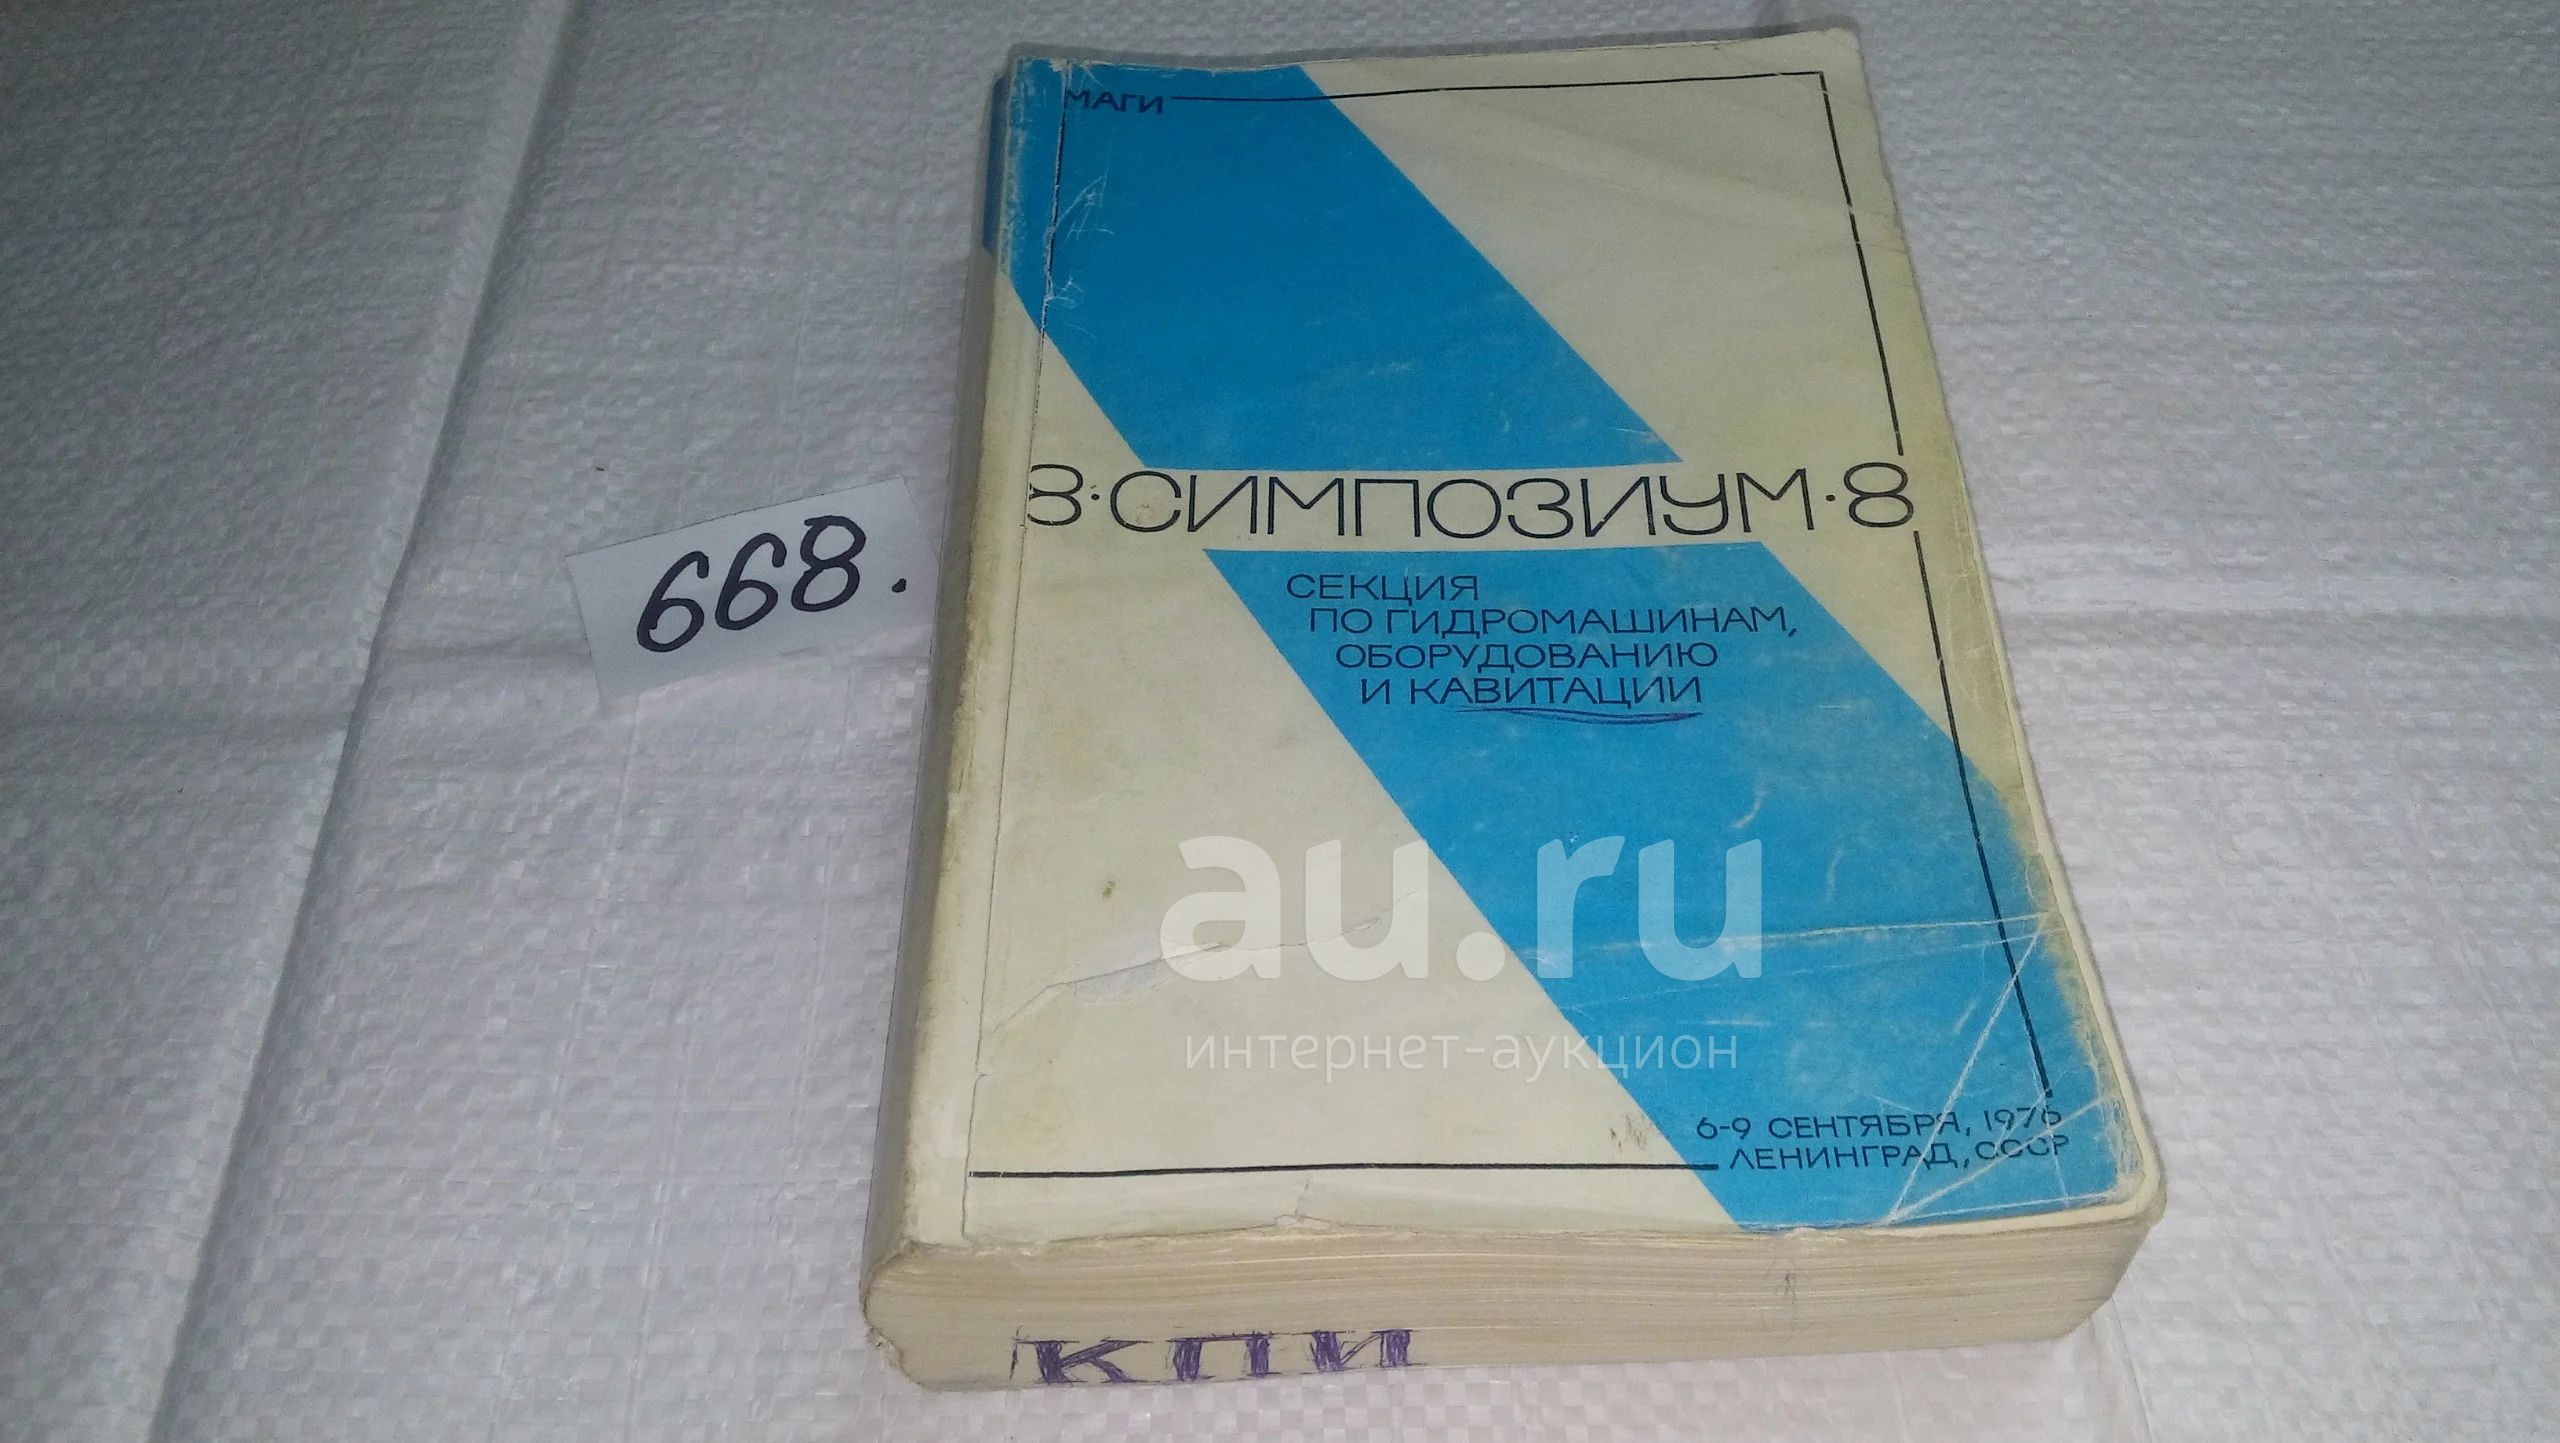 МАГИ
8·СИМПОЗИУМ·8
СЕКЦИЯ
ПО ГИДРОМАШИНАМ,
ОБОРУДОВАНИЮ
И КАВИТАЦИИ
668.
au.ru
интернет-аукцион
6-9 СЕНТЯБРЯ, 1976
ЛЕНИНГРАД, СССР
КПИ